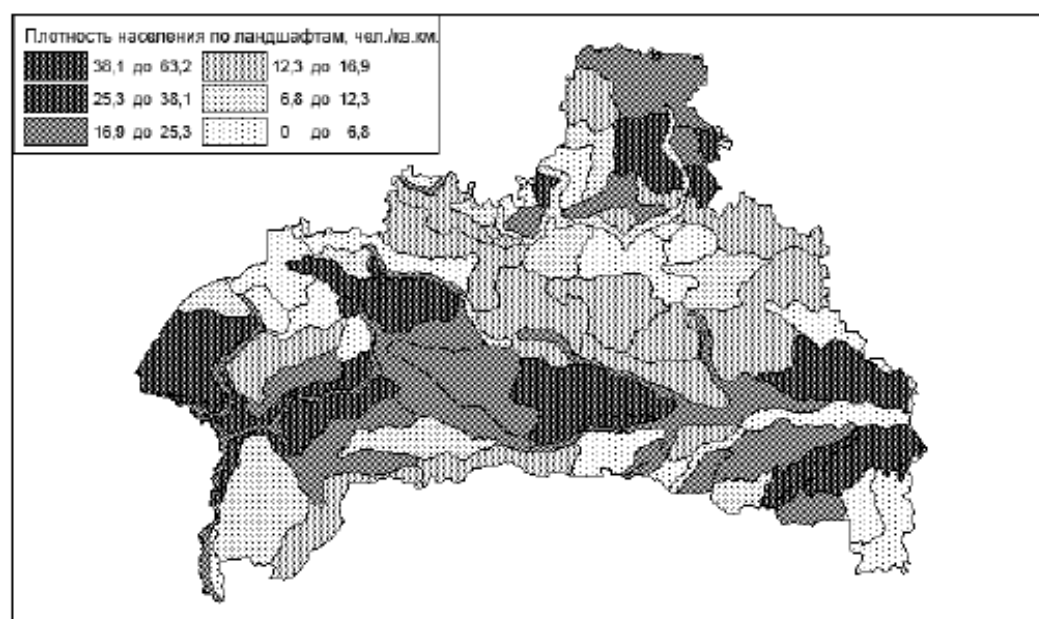 Плотность населения по ландшафтам, чел./кв.км.
38,1 до 63,2
25,3 до 38,1
16,9 до 25,3
12,3 до 16,9
6,8 до 12,3
0 до 6,8